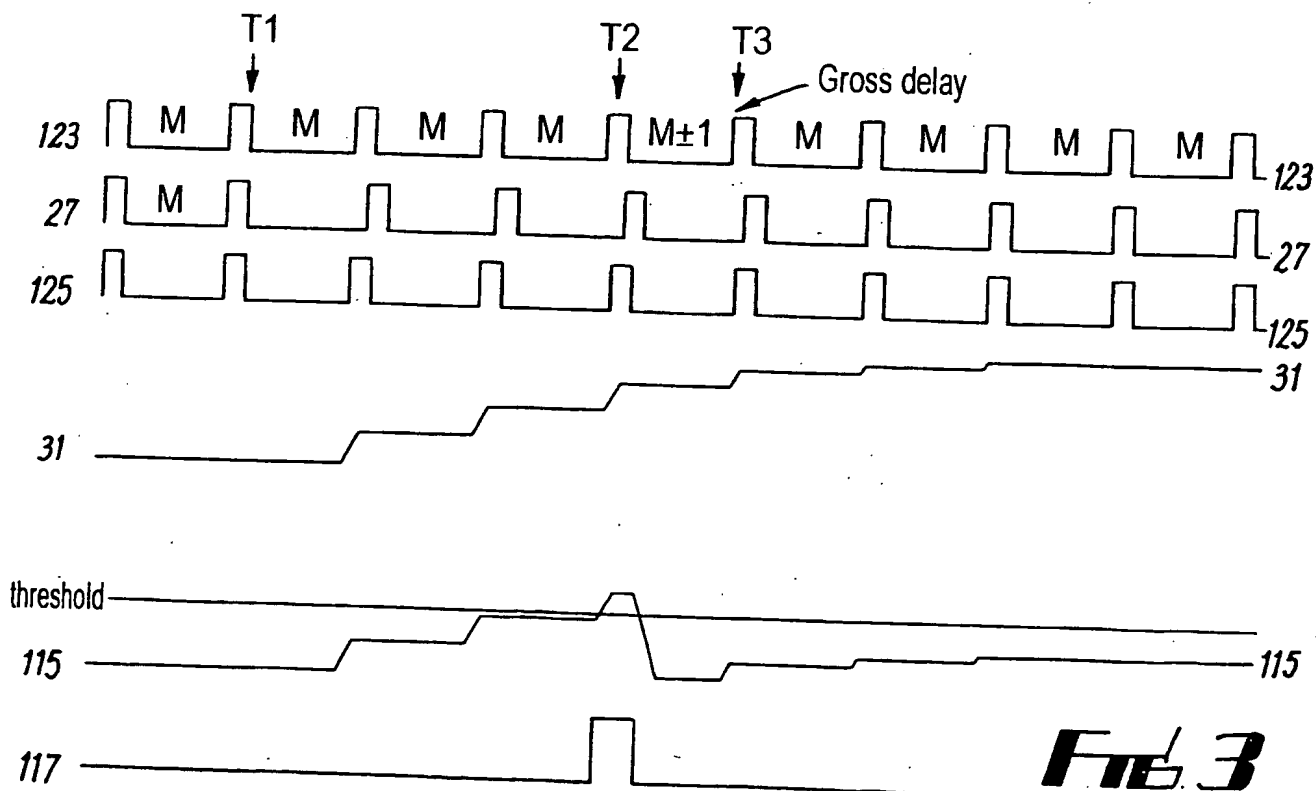 T1 T2 T3
Gross delay
123 M M M M M±1 M M M M 123
27 M 27
125 125
31
31
threshold
115 115
117
FIG. 3